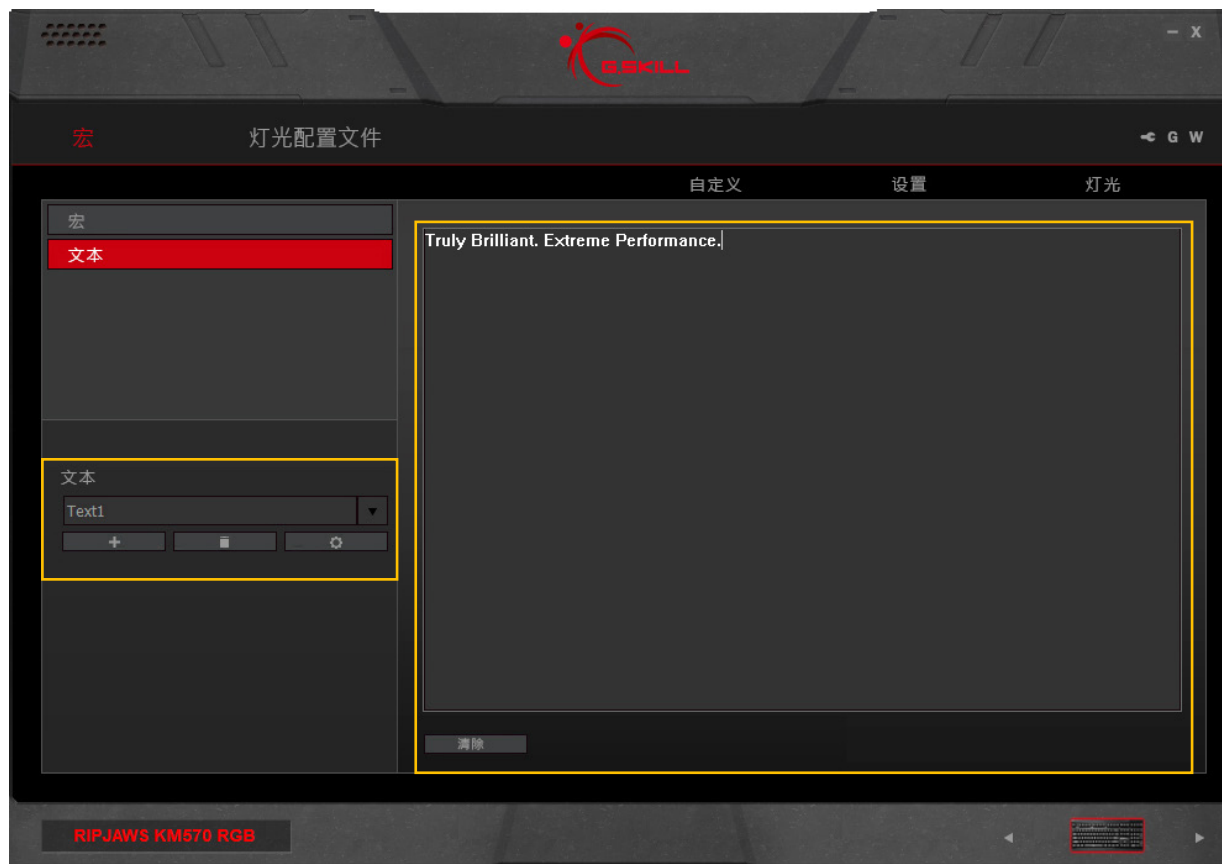 G.SKILL
- X
宏 灯光配置文件 G W
自定义 设置 灯光
宏
文本
Truly Brilliant. Extreme Performance.
文本
Text1
清除
RIPJAWS KM570 RGB